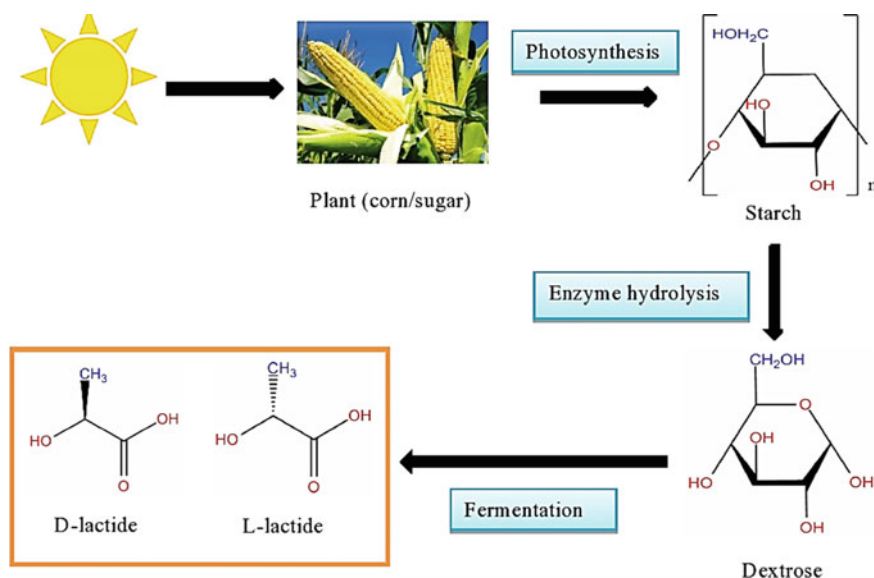 Photosynthesis
HOH₂C
HO
O
OH
n
Plant (corn/sugar)
Starch
Enzyme hydrolysis
CH₃
CH₃
CH₂OH
O
OH
OH
OH
HO
HO
HO
OH
O
O
OH
D-lactide
L-lactide
Fermentation
Dextrose